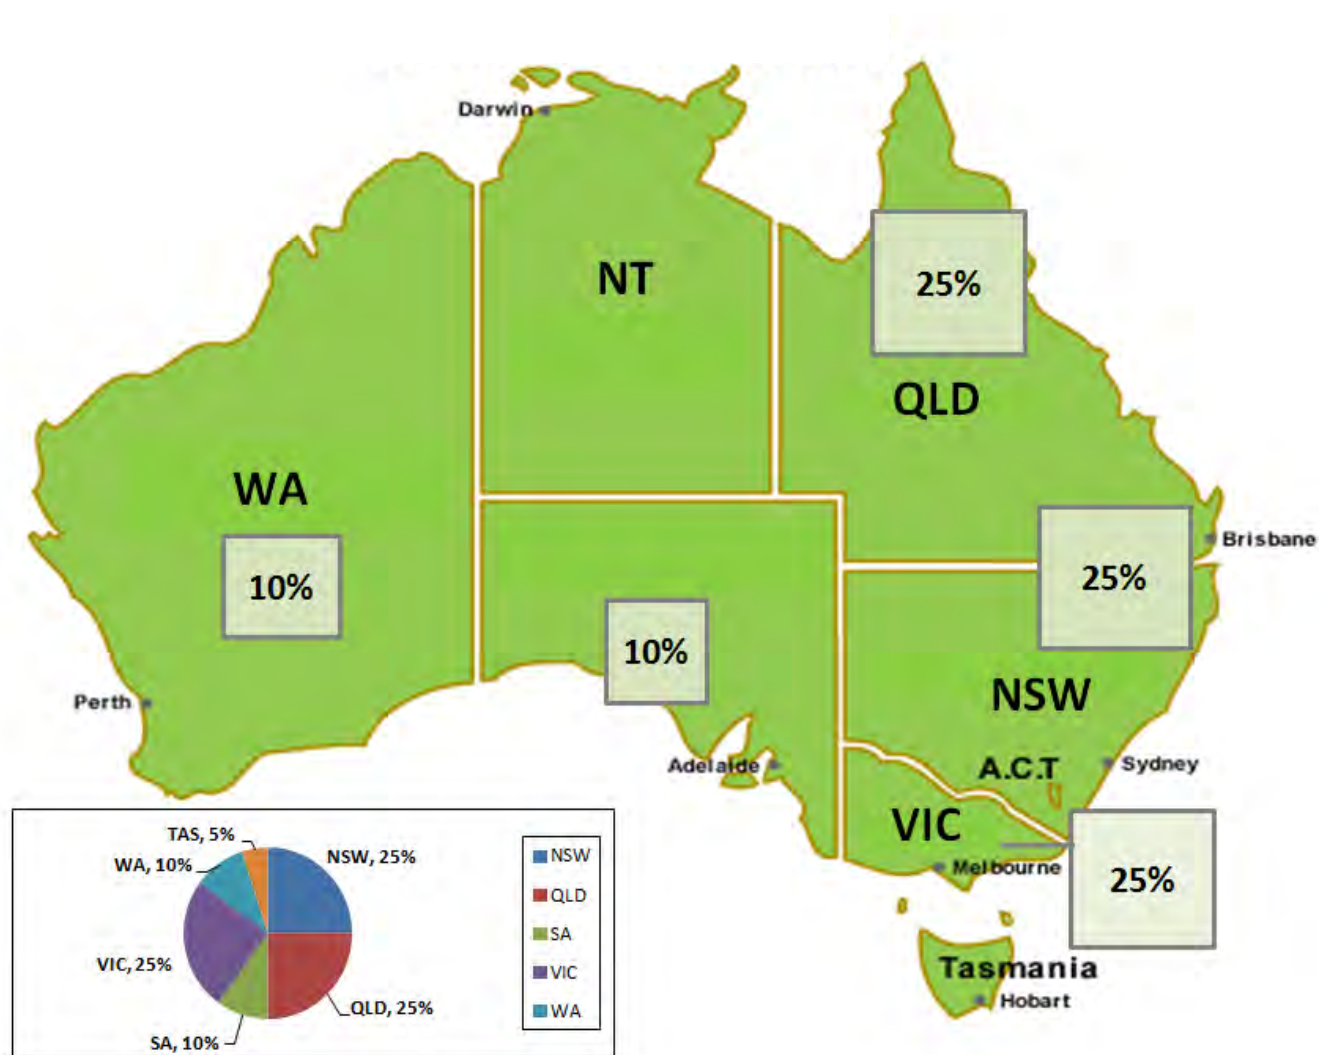 Darwin
NT
25%
QLD
WA
10%
25%
Brisbane
10%
Perth
NSW
Adelaide
A.C.T
Sydney
VIC
Melbourne
25%
Tasmania
Hobart
TAS, 5%
WA, 10%
NSW, 25%
VIC, 25%
QLD, 25%
SA, 10%
NSW
QLD
SA
VIC
WA